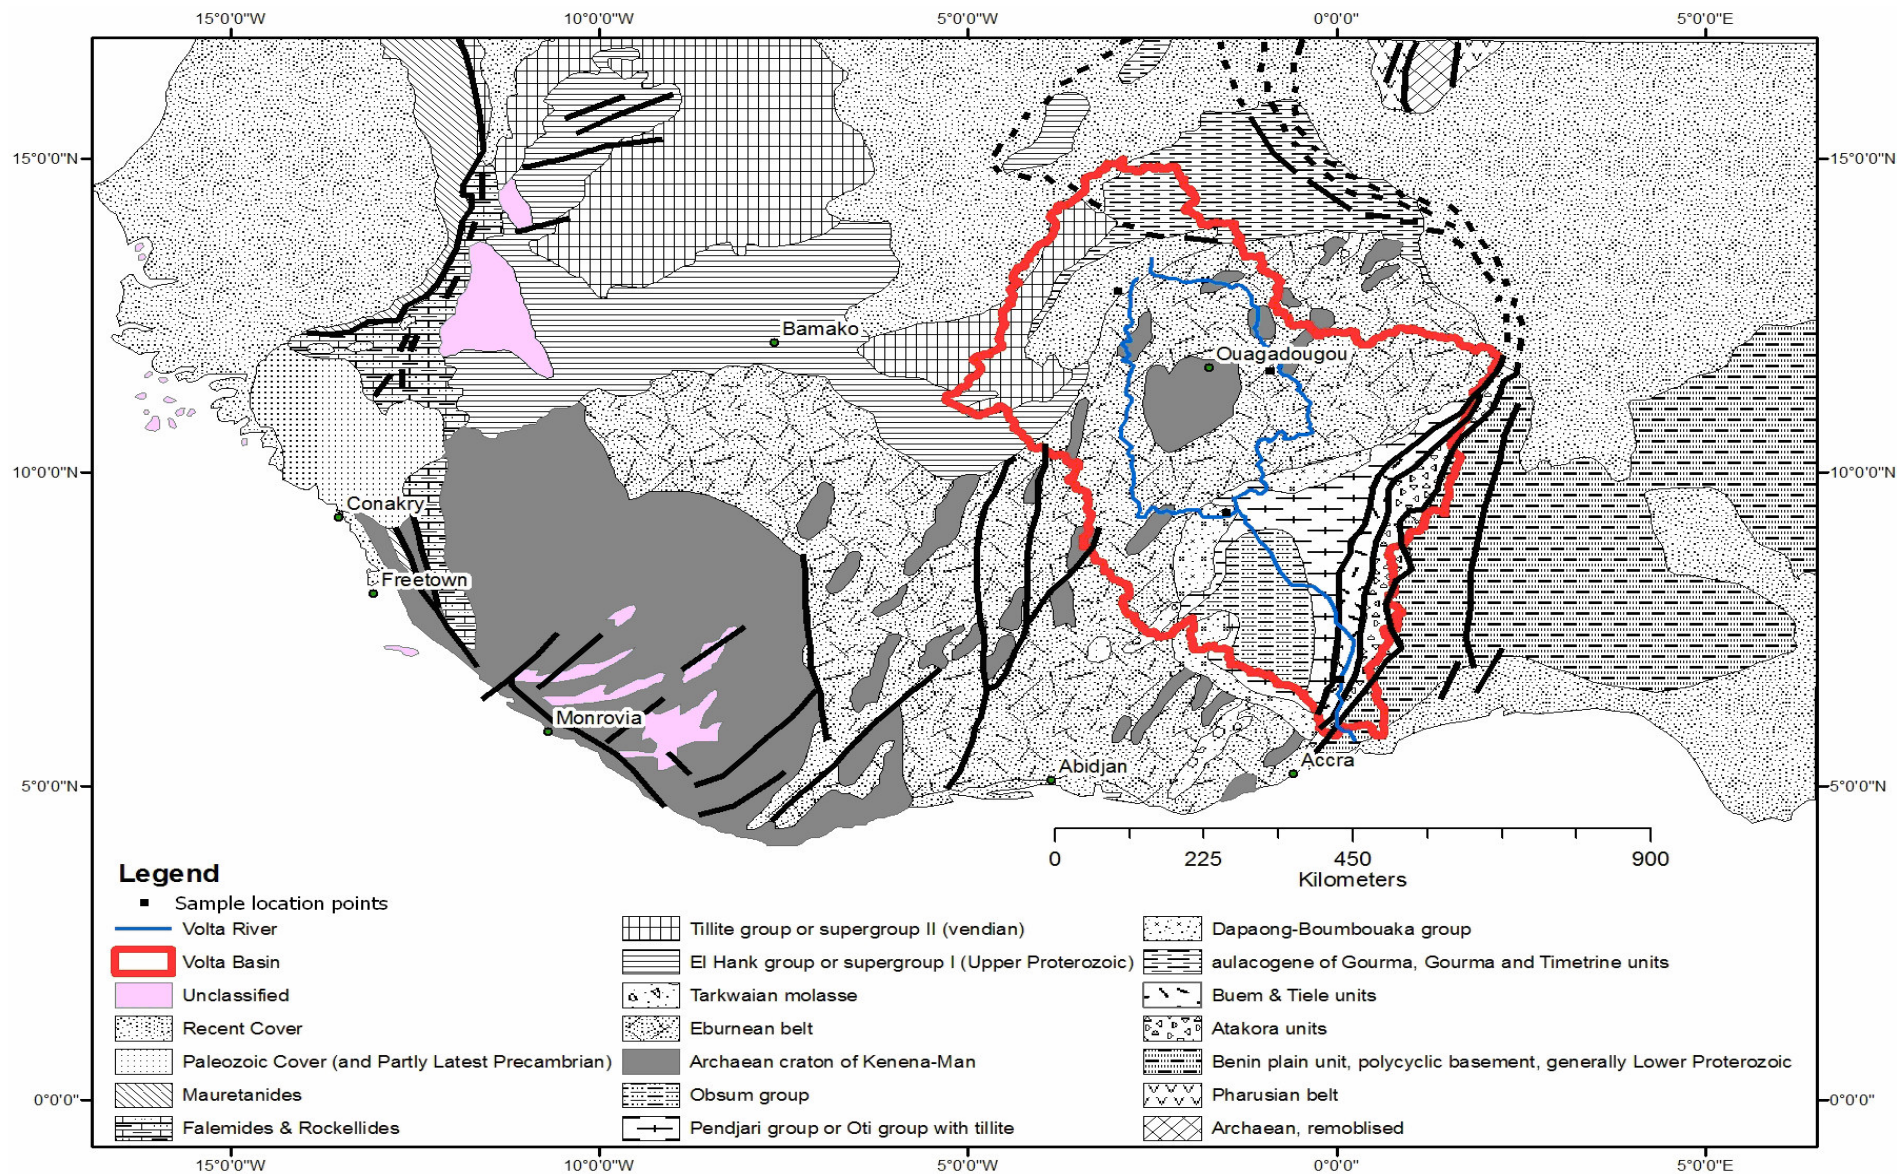 15°0'0"W 10°0'0"W 5°0'0"W 0°0'0" 5°0'0"E
15°0'0"N 15°0'0"N
Bamako
Ouagadougou
10°0'0"N 10°0'0"N
Conakry
Freetown
Monrovia
Abidjan
Accra
5°0'0"N 5°0'0"N
0 225 450 900
Kilometers
Legend
Sample location points
Volta River
Volta Basin
Unclassified
Recent Cover
Paleozoic Cover (and Partly Latest Precambrian)
Mauretanides
Falemides & Rockellides
Tillite group or supergroup II (vendian)
El Hank group or supergroup I (Upper Proterozoic)
Tarkwaian molasse
Eburnean belt
Archaean craton of Kenena-Man
Obsum group
Pendjari group or Oti group with tillite
Dapaong-Boumbouaka group
aulacogene of Gourma, Gourma and Timetrine units
Buem & Tiele units
Atakora units
Benin plain unit, polycyclic basement, generally Lower Proterozoic
Pharusian belt
Archaean, remoblised
0°0'0" 0°0'0"
15°0'0"W 10°0'0"W 5°0'0"W 0°0'0" 5°0'0"E